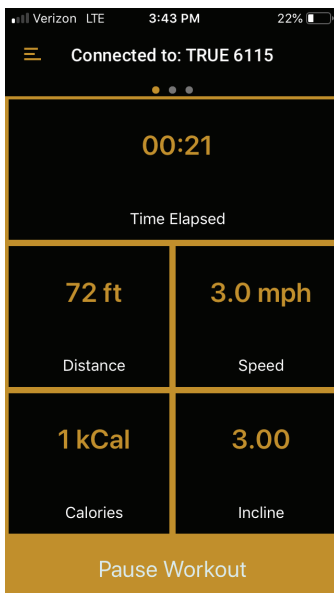 Verizon LTE 3:43 PM 22%
Connected to: TRUE 6115
00:21
Time Elapsed
72 ft 3.0 mph
Distance Speed
1 kCal 3.00
Calories Incline
Pause Workout